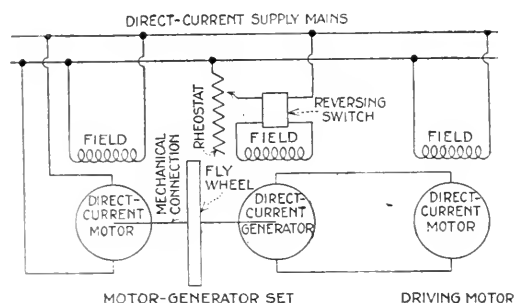 DIRECT-CURRENT SUPPLY MAINS
REVERSING
SWITCH
RHEOSTAT
FIELD
FIELD
FIELD
MECHANICAL
CONNECTION
FLY
WHEEL
DIRECT-
CURRENT
MOTOR
DIRECT-
CURRENT
GENERATOR
DIRECT-
CURRENT
MOTOR
MOTOR-GENERATOR SET
DRIVING MOTOR